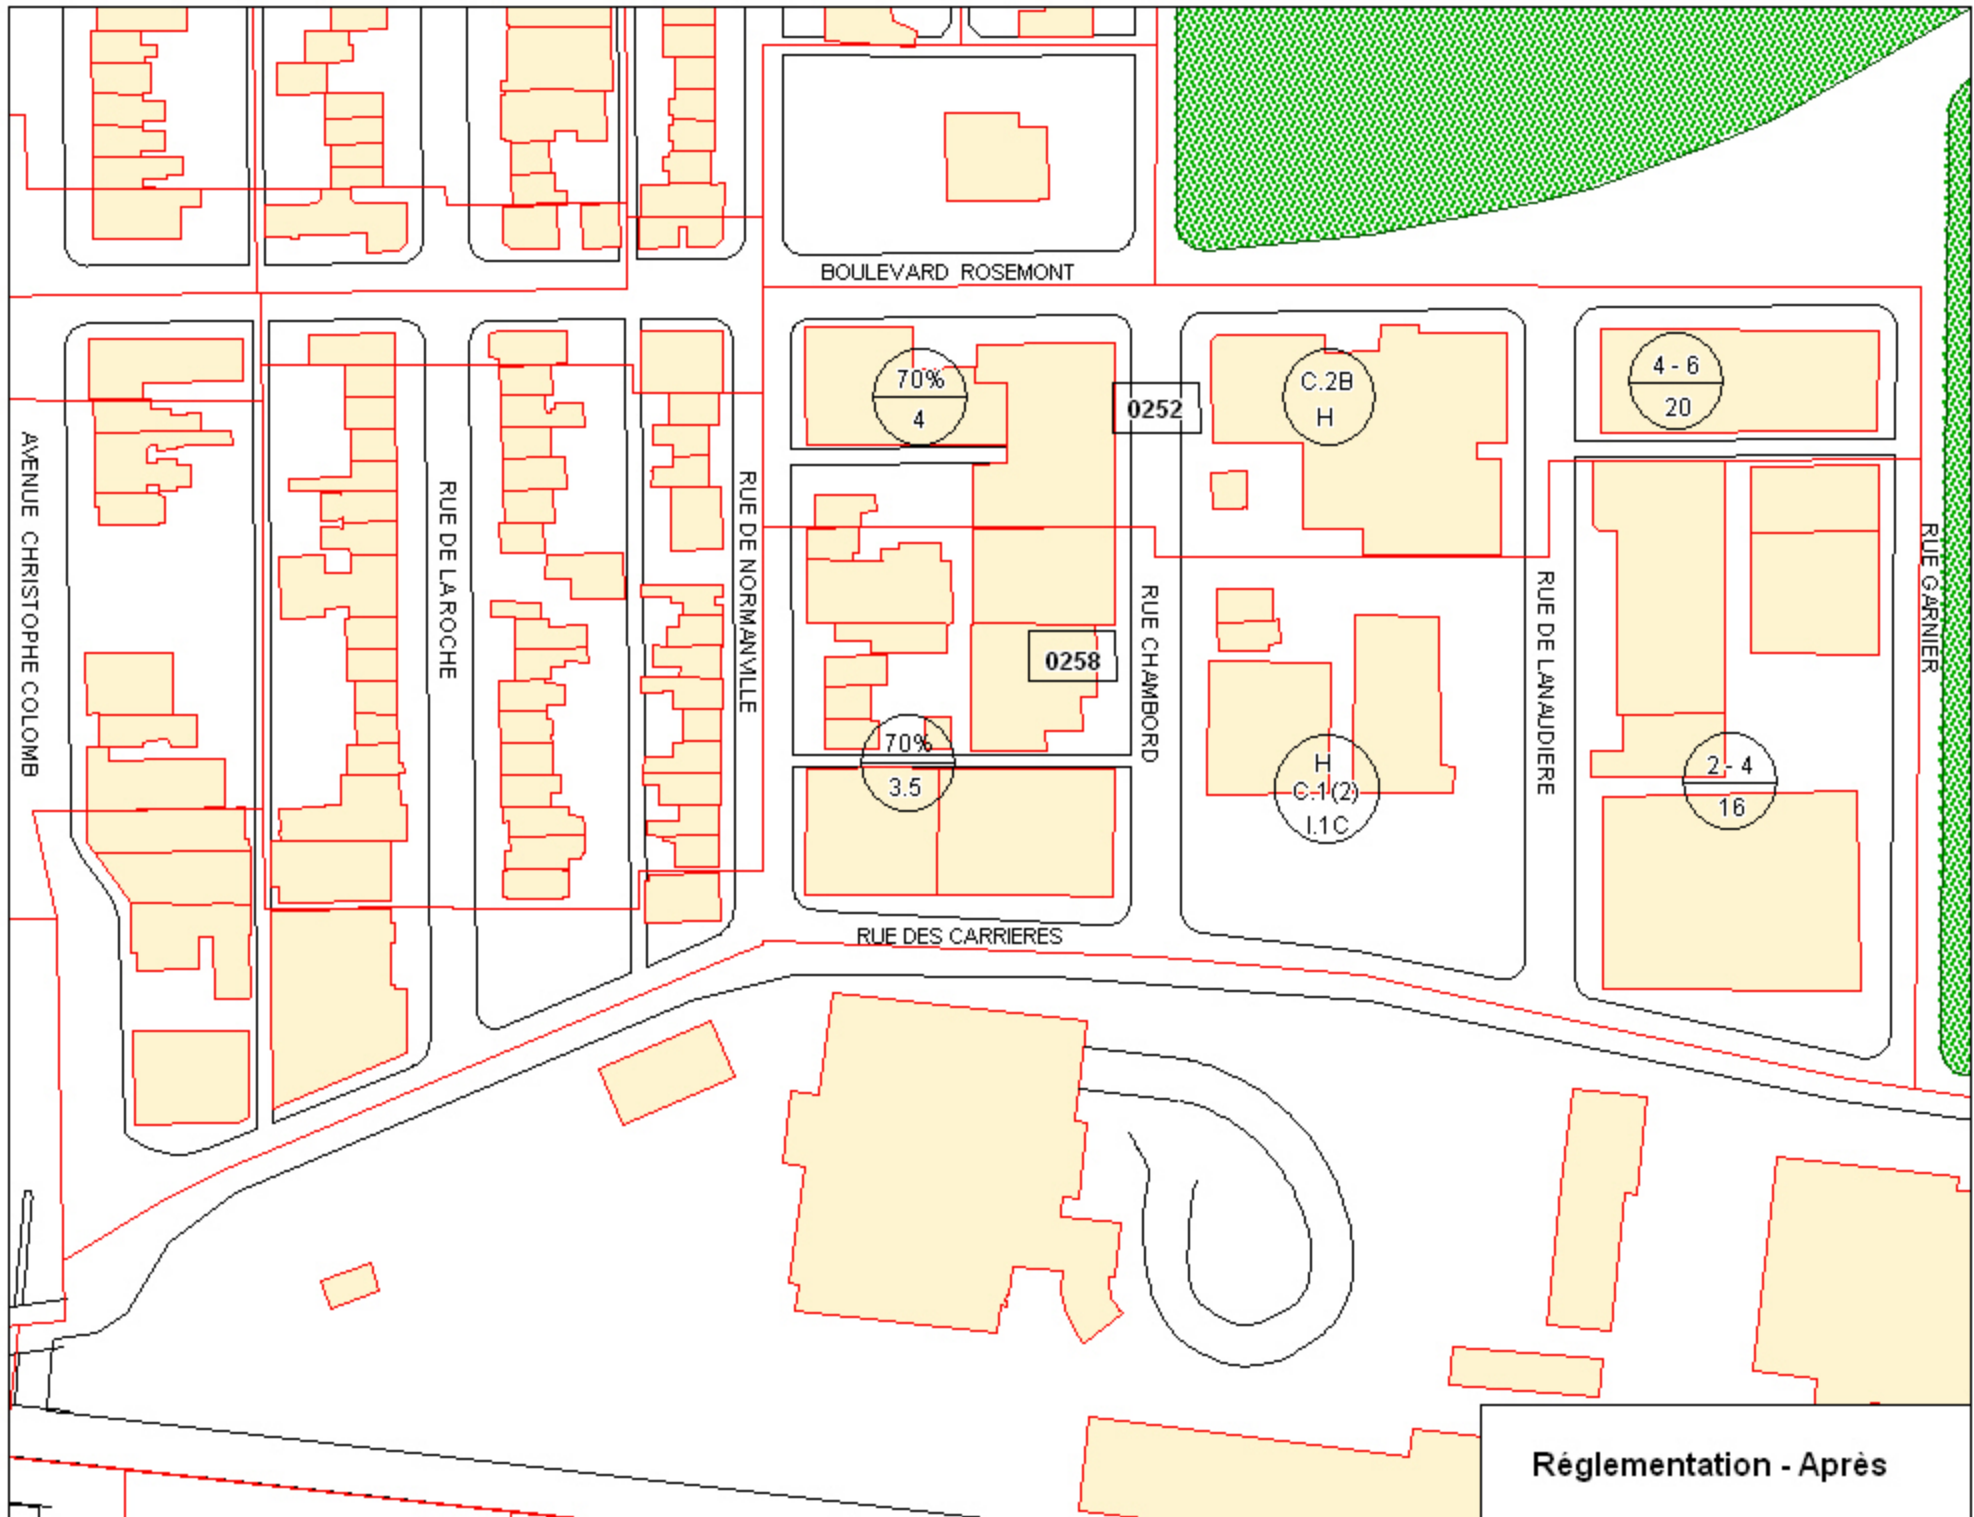 BOULEVARD ROSEMONT
70%
4
0252
C.2B
H
4 - 6
20
AVENUE CHRISTOPHE COLOMB
RUE DE LAROCHE
RUE DE NORMANVILLE
RUE CHAMBORD
RUE DE LANAUDIERE
RUE GARNIER
0258
70%
3.5
H
C.1(2)
I.1C
2 - 4
16
RUE DES CARRIERES
Réglementation - Après